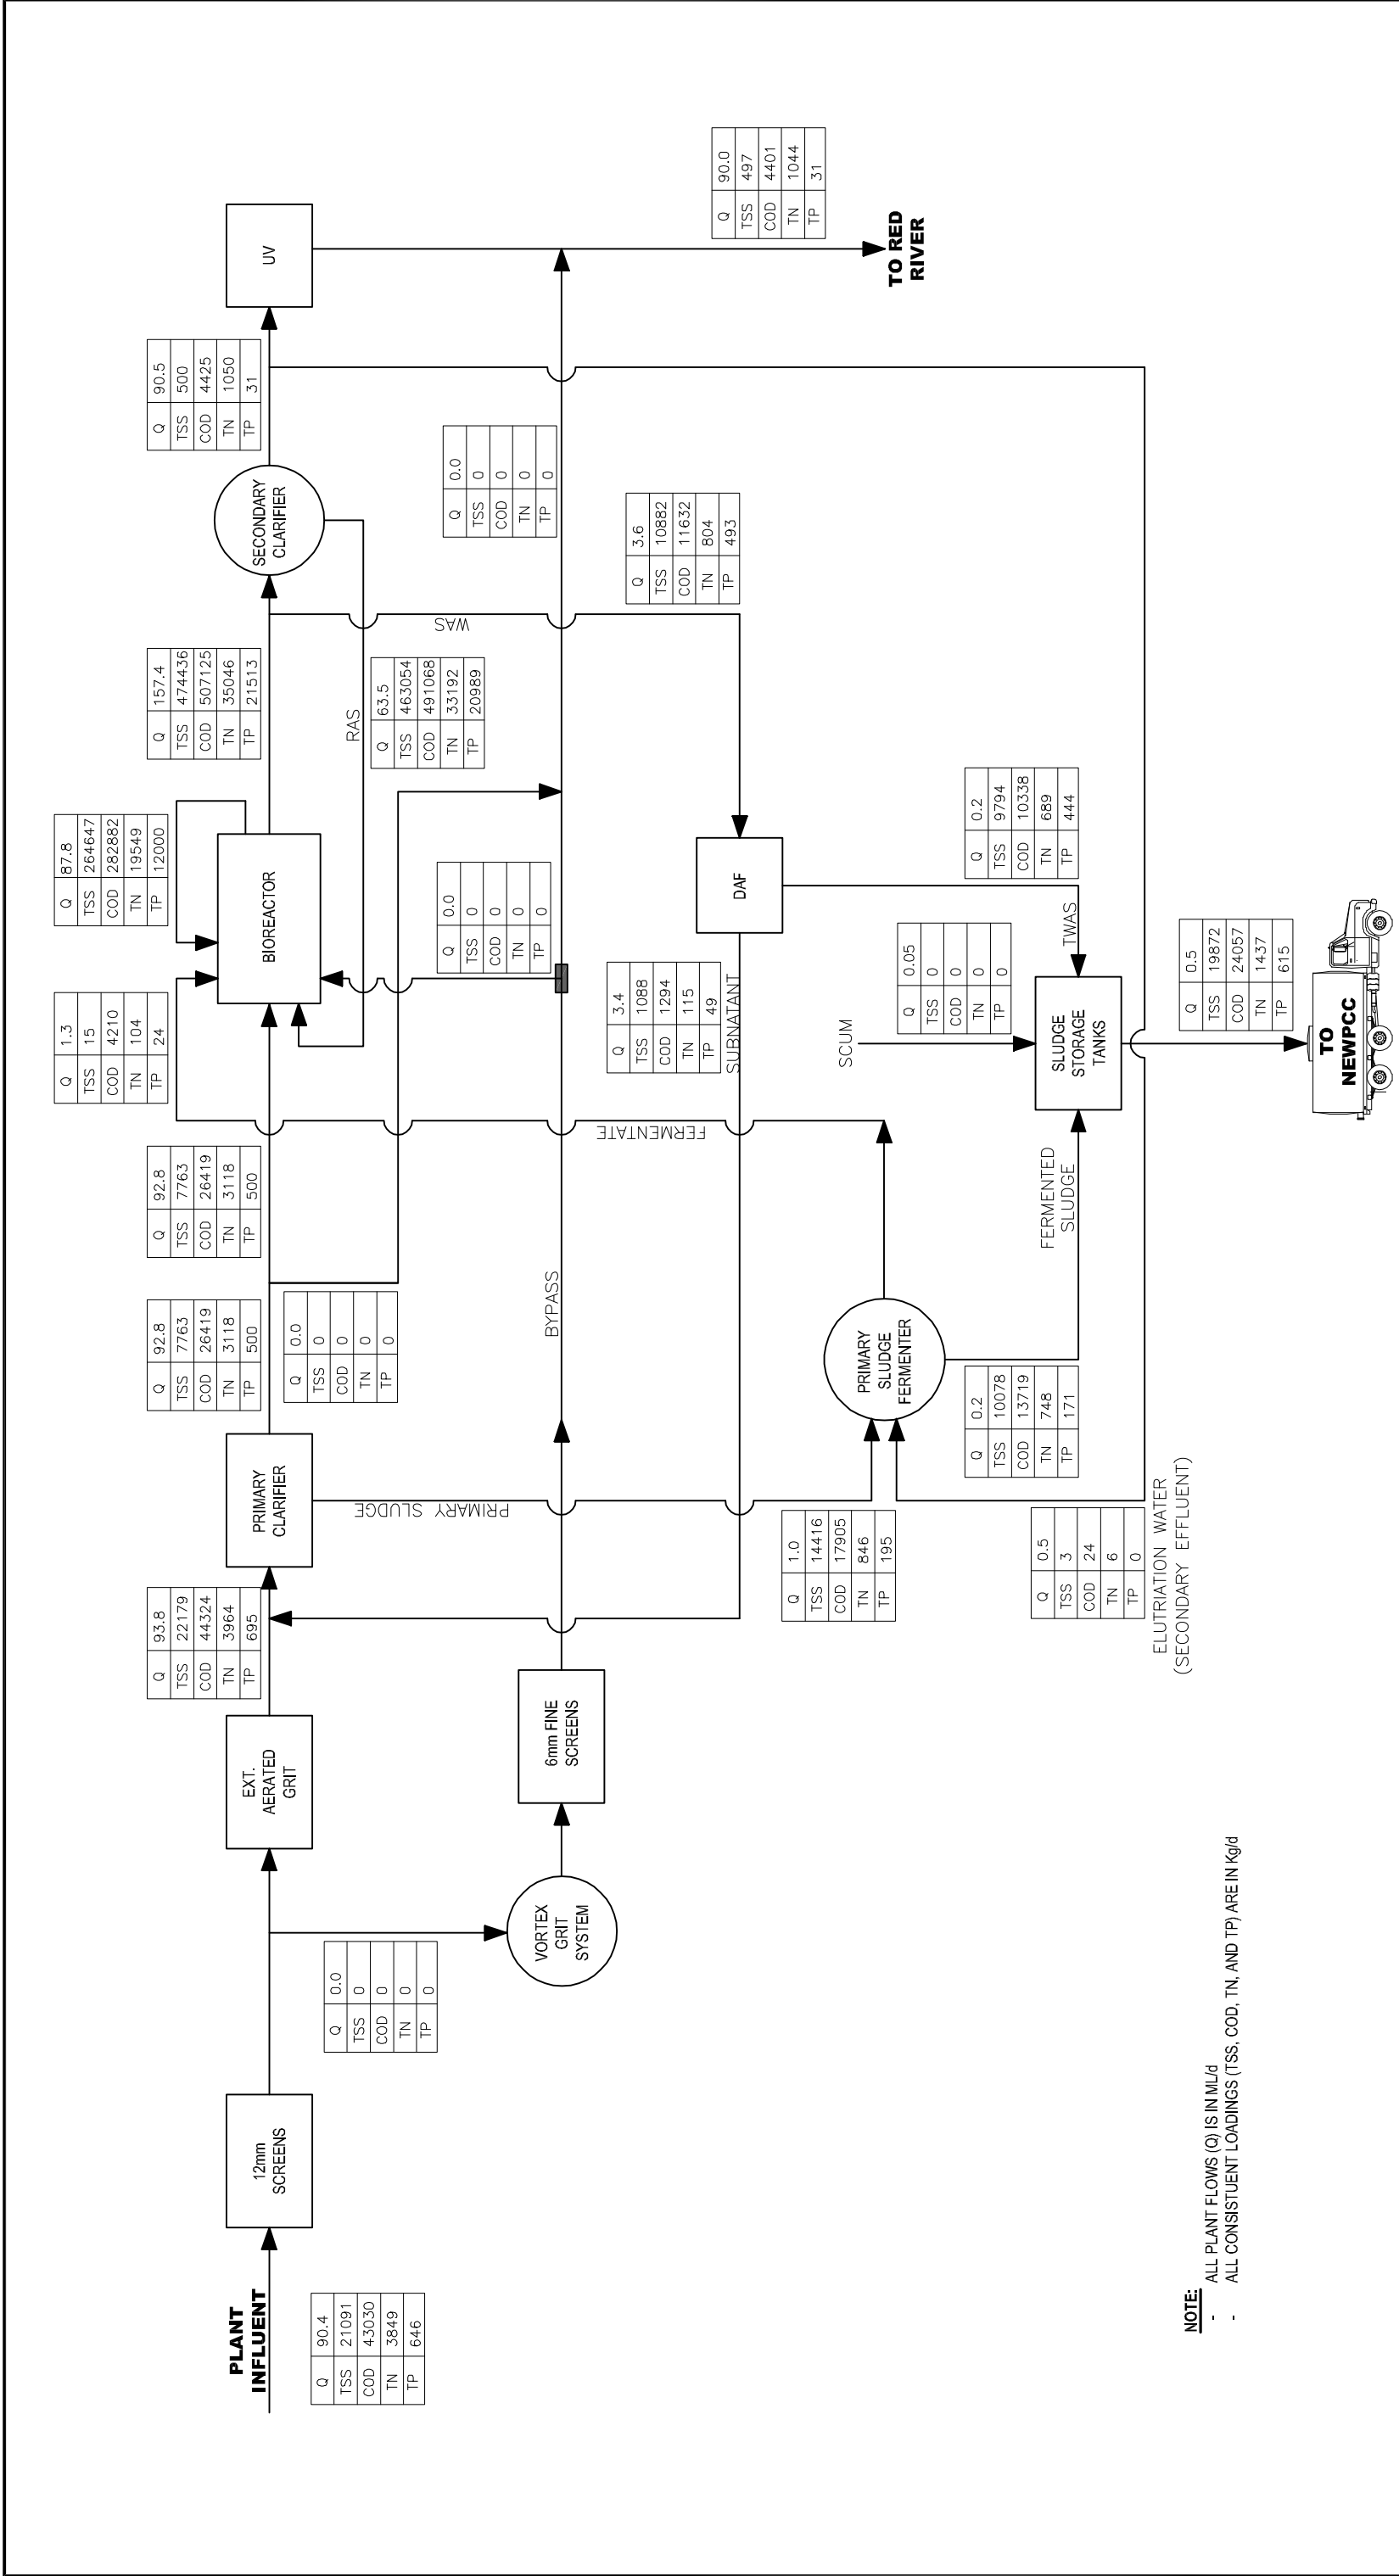 PLANT
INFLUENT
Q 90.4
TSS 21091
COD 43030
TN 3849
TP 646
12mm
SCREENS
Q 0.0
TSS 0
COD 0
TN 0
TP 0
VORTEX
GRIT
SYSTEM
EXT.
AERATED
GRIT
6mm FINE
SCREENS
Q 93.8
TSS 22179
COD 44324
TN 3964
TP 695
PRIMARY
CLARIFIER
PRIMARY SLUDGE
Q 92.8
TSS 7763
COD 26419
TN 3118
TP 500
Q 0.0
TSS 0
COD 0
TN 0
TP 0
BYPASS
Q 92.8
TSS 7763
COD 26419
TN 3118
TP 500
Q 1.3
TSS 15
COD 4210
TN 104
TP 24
FERMENTATE
Q 87.8
TSS 264647
COD 282882
TN 19549
TP 12000
BIOREACTOR
Q 0.0
TSS 0
COD 0
TN 0
TP 0
Q 157.4
TSS 474436
COD 507125
TN 35046
TP 21513
RAS
Q 63.5
TSS 463054
COD 491068
TN 33192
TP 20989
WAS
SECONDARY
CLARIFIER
Q 90.5
TSS 500
COD 4425
TN 1050
TP 31
Q 0.0
TSS 0
COD 0
TN 0
TP 0
UV
Q 90.0
TSS 497
COD 4401
TN 1044
TP 31
TO RED
RIVER
Q 3.6
TSS 10882
COD 11632
TN 804
TP 493
DAF
Q 3.4
TSS 1088
COD 1294
TN 115
TP 49
SUBNATANT
Q 0.2
TSS 9794
COD 10338
TN 689
TP 444
TWAS
SCUM
Q 0.05
TSS 0
COD 0
TN 0
TP 0
SLUDGE
STORAGE
TANKS
Q 1.0
TSS 14416
COD 17905
TN 846
TP 195
PRIMARY
SLUDGE
FERMENTER
FERMENTED
SLUDGE
Q 0.2
TSS 10078
COD 13719
TN 748
TP 171
Q 0.5
TSS 3
COD 24
TN 6
TP 0
ELUTRIATION WATER
(SECONDARY EFFLUENT)
Q 0.5
TSS 19872
COD 24057
TN 1437
TP 615
TO
NEWPCC
NOTE:
- ALL PLANT FLOWS (Q) IS IN ML/d
- ALL CONSISTUENT LOADINGS (TSS, COD, TN, AND TP) ARE IN Kg/d